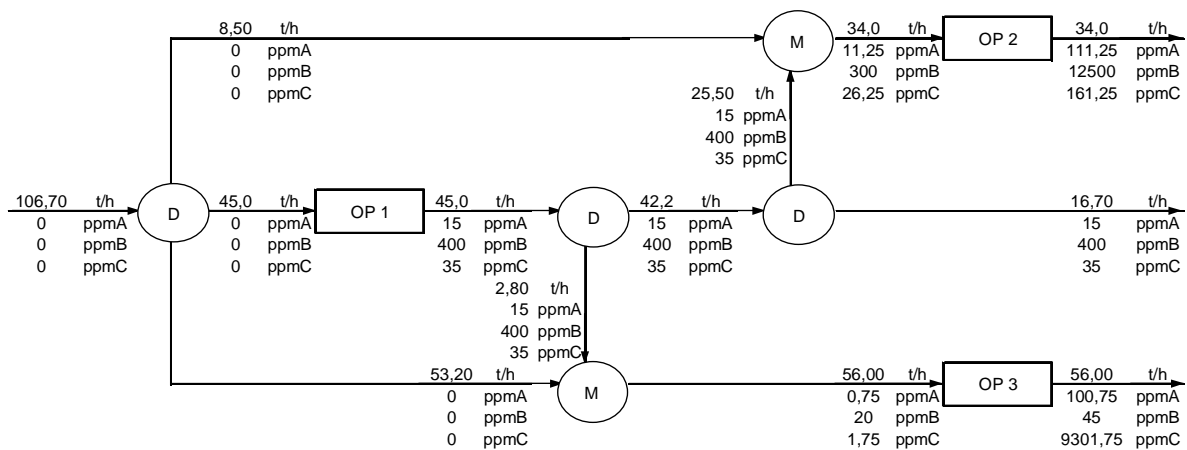 8,50 t/h
0 ppmA
0 ppmB
0 ppmC
M
34,0 t/h
11,25 ppmA
300 ppmB
26,25 ppmC
OP 2
34,0 t/h
111,25 ppmA
12500 ppmB
161,25 ppmC
25,50 t/h
15 ppmA
400 ppmB
35 ppmC
106,70 t/h
0 ppmA
0 ppmB
0 ppmC
D
45,0 t/h
0 ppmA
0 ppmB
0 ppmC
OP 1
45,0 t/h
15 ppmA
400 ppmB
35 ppmC
D
42,2 t/h
15 ppmA
400 ppmB
35 ppmC
D
16,70 t/h
15 ppmA
400 ppmB
35 ppmC
2,80 t/h
15 ppmA
400 ppmB
35 ppmC
53,20 t/h
0 ppmA
0 ppmB
0 ppmC
M
56,00 t/h
0,75 ppmA
20 ppmB
1,75 ppmC
OP 3
56,00 t/h
100,75 ppmA
45 ppmB
9301,75 ppmC